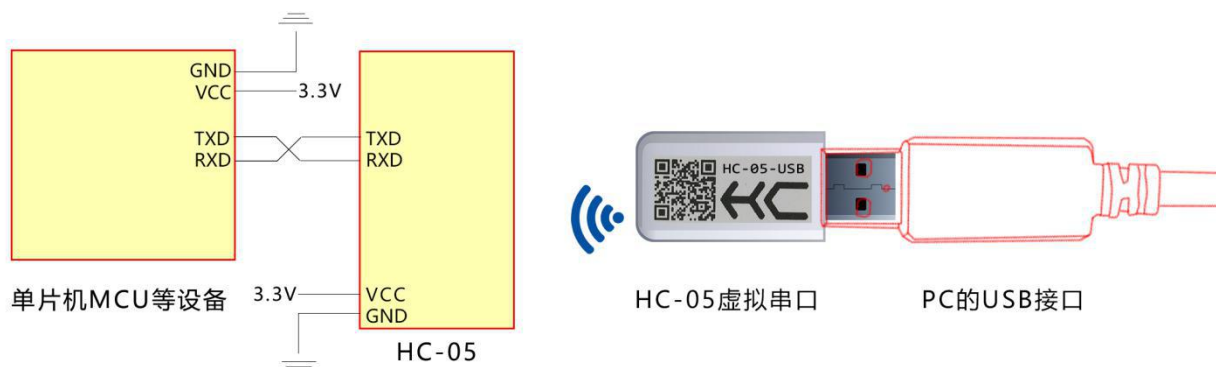 GND
VCC
3.3V
TXD
RXD
单片机MCU等设备
TXD
RXD
3.3V
VCC
GND
HC-05
HC-05-USB
HC
HC-05虚拟串口
PC的USB接口